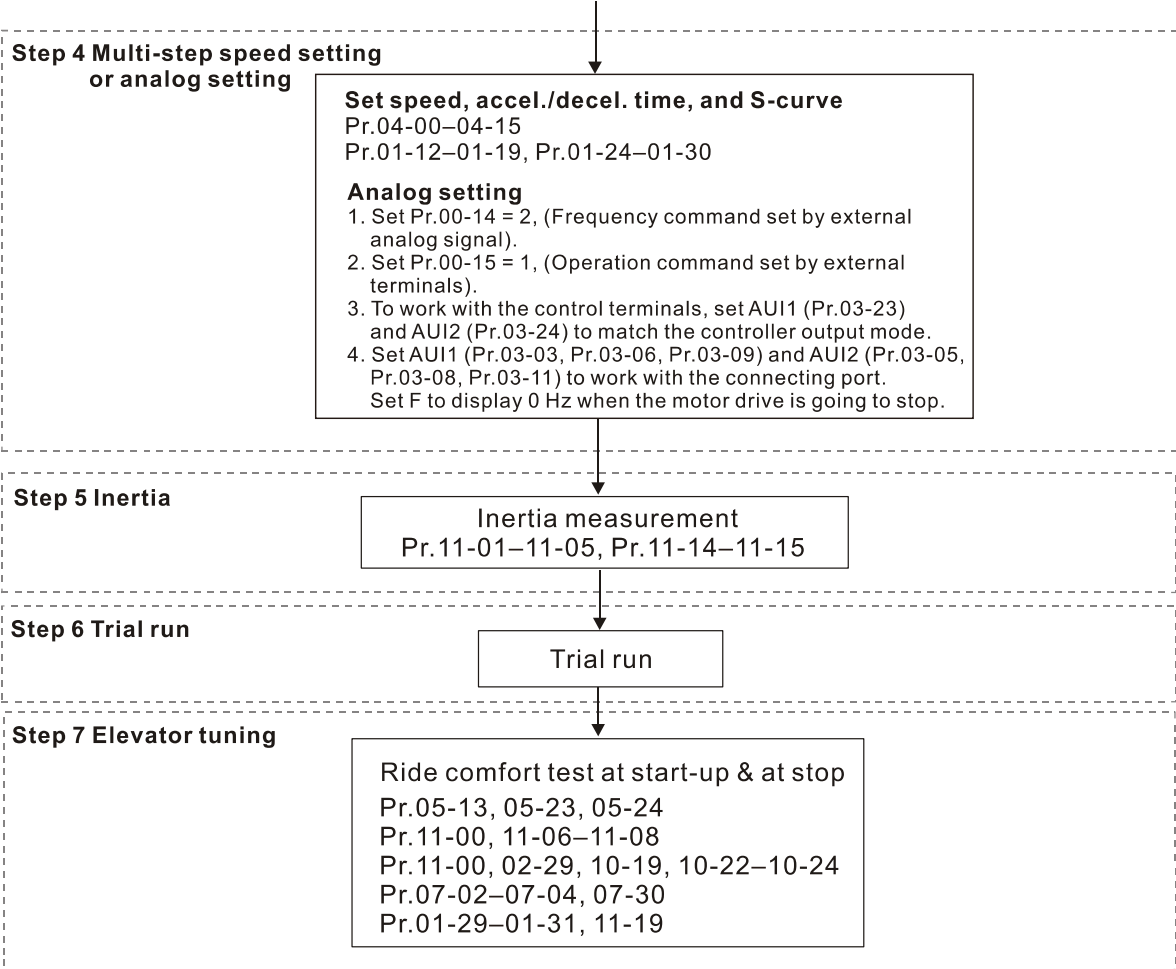 Step 4 Multi-step speed setting
or analog setting
Set speed, accel./decel. time, and S-curve
Pr.04-00–04-15
Pr.01-12–01-19, Pr.01-24–01-30
Analog setting
1. Set Pr.00-14 = 2, (Frequency command set by external
analog signal).
2. Set Pr.00-15 = 1, (Operation command set by external
terminals).
3. To work with the control terminals, set AUI1 (Pr.03-23)
and AUI2 (Pr.03-24) to match the controller output mode.
4. Set AUI1 (Pr.03-03, Pr.03-06, Pr.03-09) and AUI2 (Pr.03-05,
Pr.03-08, Pr.03-11) to work with the connecting port.
Set F to display 0 Hz when the motor drive is going to stop.
Step 5 Inertia
Inertia measurement
Pr.11-01–11-05, Pr.11-14–11-15
Step 6 Trial run
Trial run
Step 7 Elevator tuning
Ride comfort test at start-up & at stop
Pr.05-13, 05-23, 05-24
Pr.11-00, 11-06–11-08
Pr.11-00, 02-29, 10-19, 10-22–10-24
Pr.07-02–07-04, 07-30
Pr.01-29–01-31, 11-19